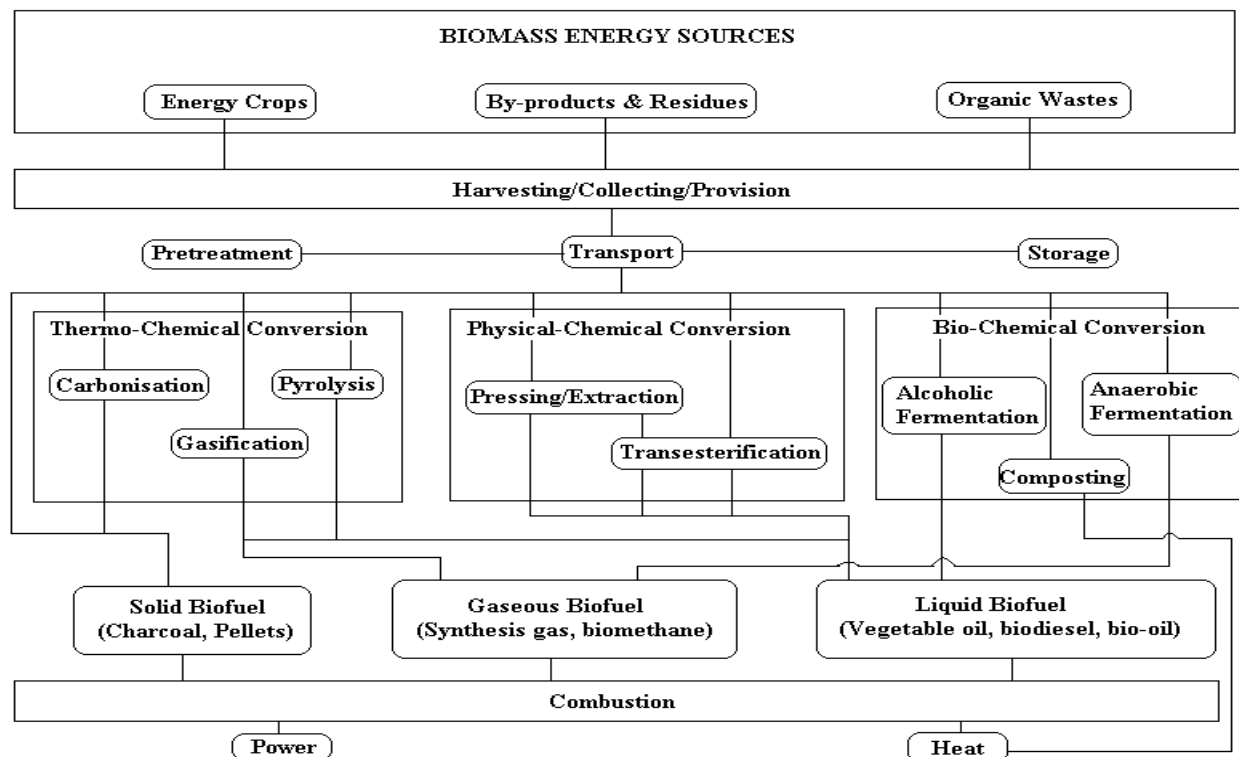 BIOMASS ENERGY SOURCES
Energy Crops
By-products & Residues
Organic Wastes
Harvesting/Collecting/Provision
Pretreatment
Transport
Storage
Thermo-Chemical Conversion
Physical-Chemical Conversion
Bio-Chemical Conversion
Carbonisation
Pyrolysis
Gasification
Pressing/Extraction
Transesterification
Alcoholic
Fermentation
Anaerobic
Fermentation
Composting
Solid Biofuel
(Charcoal, Pellets)
Gaseous Biofuel
(Synthesis gas, biomethane)
Liquid Biofuel
(Vegetable oil, biodiesel, bio-oil)
Combustion
Power
Heat